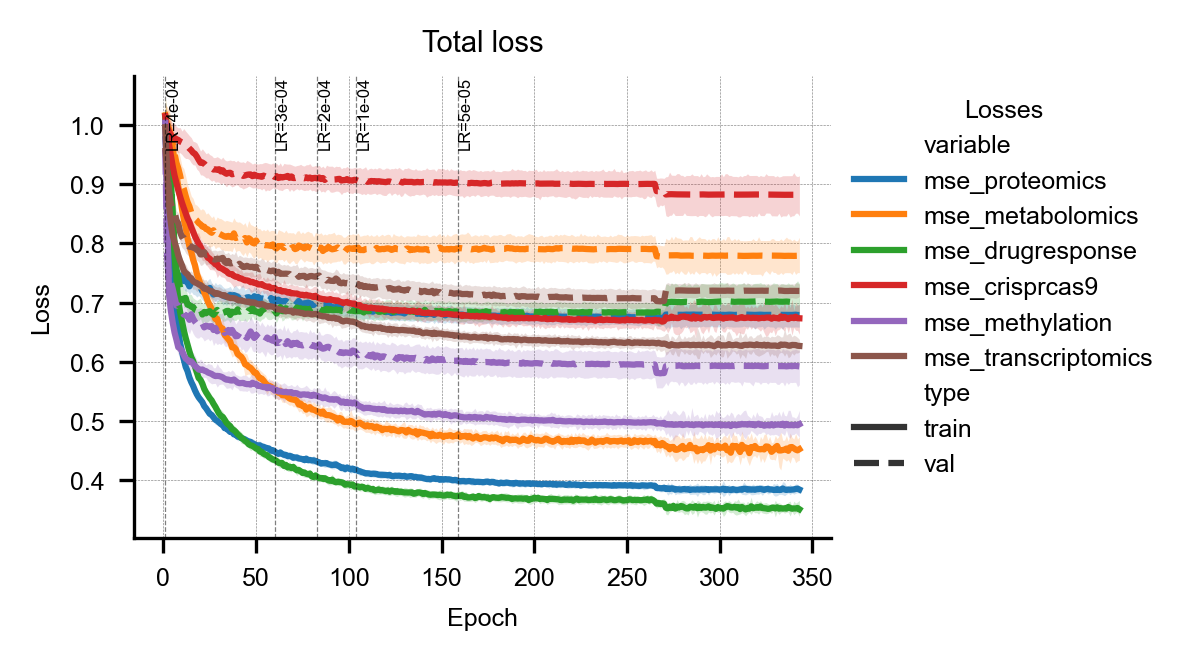 Total loss
LR=4e-04
LR=3e-04
LR=2e-04
LR=1e-04
LR=5e-05
1.0
0.9
0.8
0.7
0.6
0.5
0.4
Loss
0 50 100 150 200 250 300 350
Epoch
Losses
variable
mse_proteomics
mse_metabolomics
mse_drugresponse
mse_crisprcas9
mse_methylation
mse_transcriptomics
type
train
val